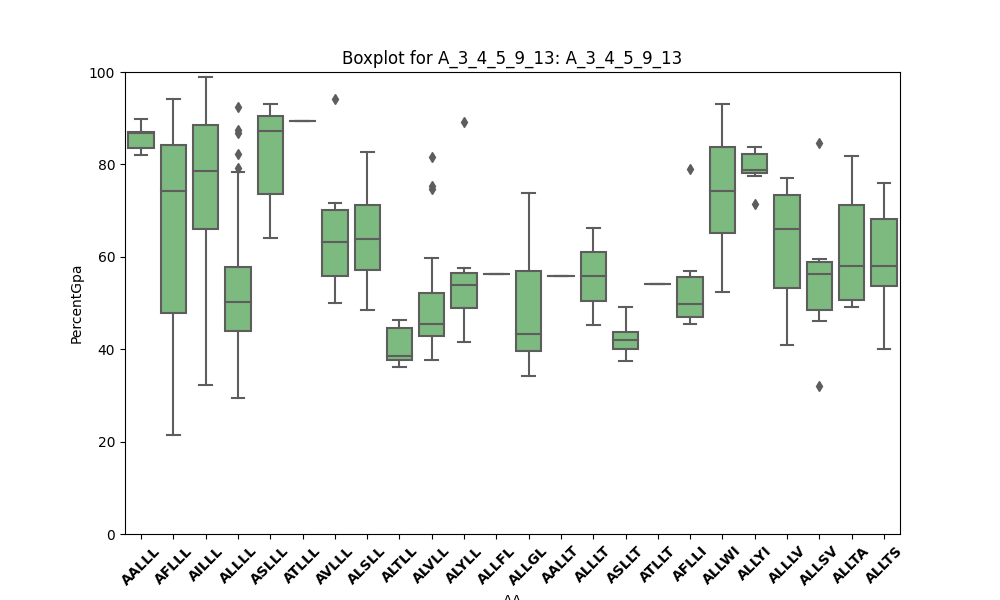 Boxplot for A_3_4_5_9_13: A_3_4_5_9_13
PercentGpa
100
80
60
40
20
0
AALLL AFLLL AILLL ALLLL ASLLL ATLLL AVLLL ALSLL ALTLL ALVLL ALYLL ALLFL ALLGL AALLT ALLLT ASLLT ATLLT AFLLI ALLWI ALLYI ALLLV ALLSV ALLTA ALLTS
AA